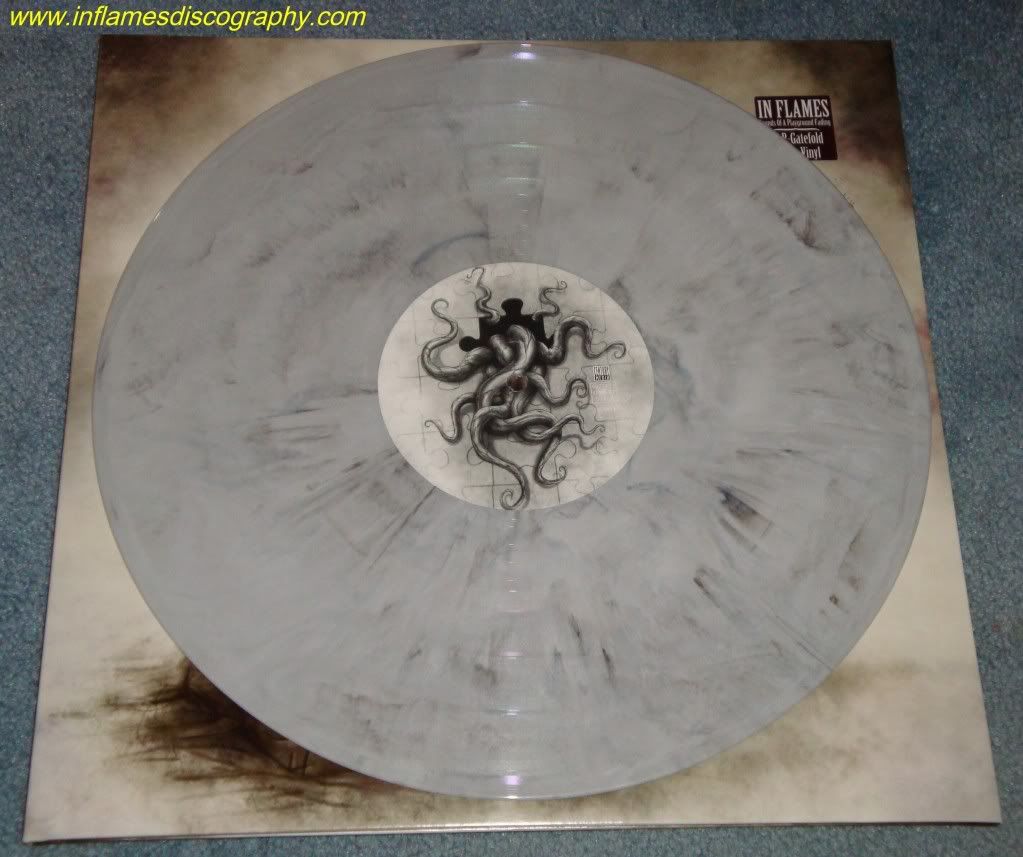 www.inflamesdiscography.com
IN FLAMES
Of A Playground Fading
Gatefold
Vinyl